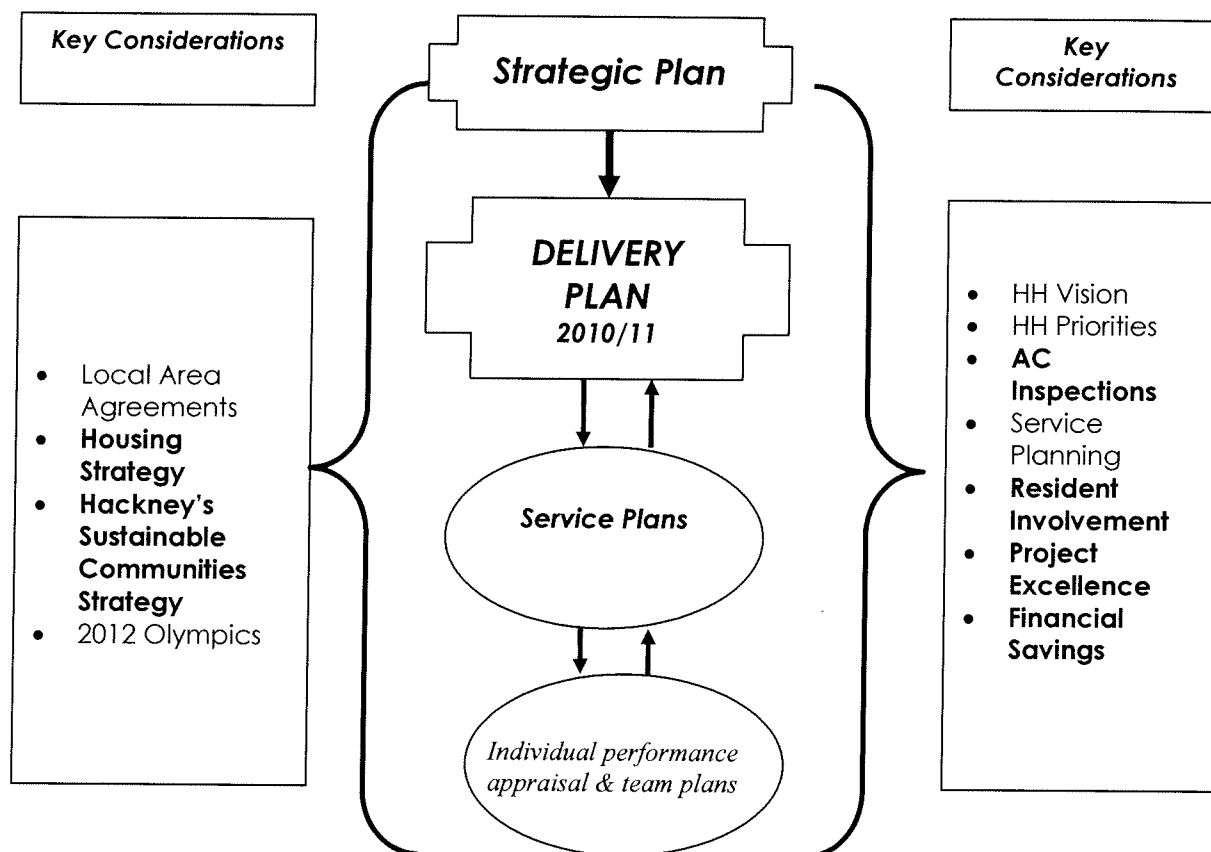 Key Considerations
Strategic Plan
Key
Considerations
DELIVERY
PLAN
2010/11
• Local Area
Agreements
• Housing
Strategy
• Hackney's
Sustainable
Communities
Strategy
• 2012 Olympics
• HH Vision
• HH Priorities
• AC
Inspections
• Service
Planning
• Resident
Involvement
• Project
Excellence
• Financial
Savings
Service Plans
Individual performance
appraisal & team plans